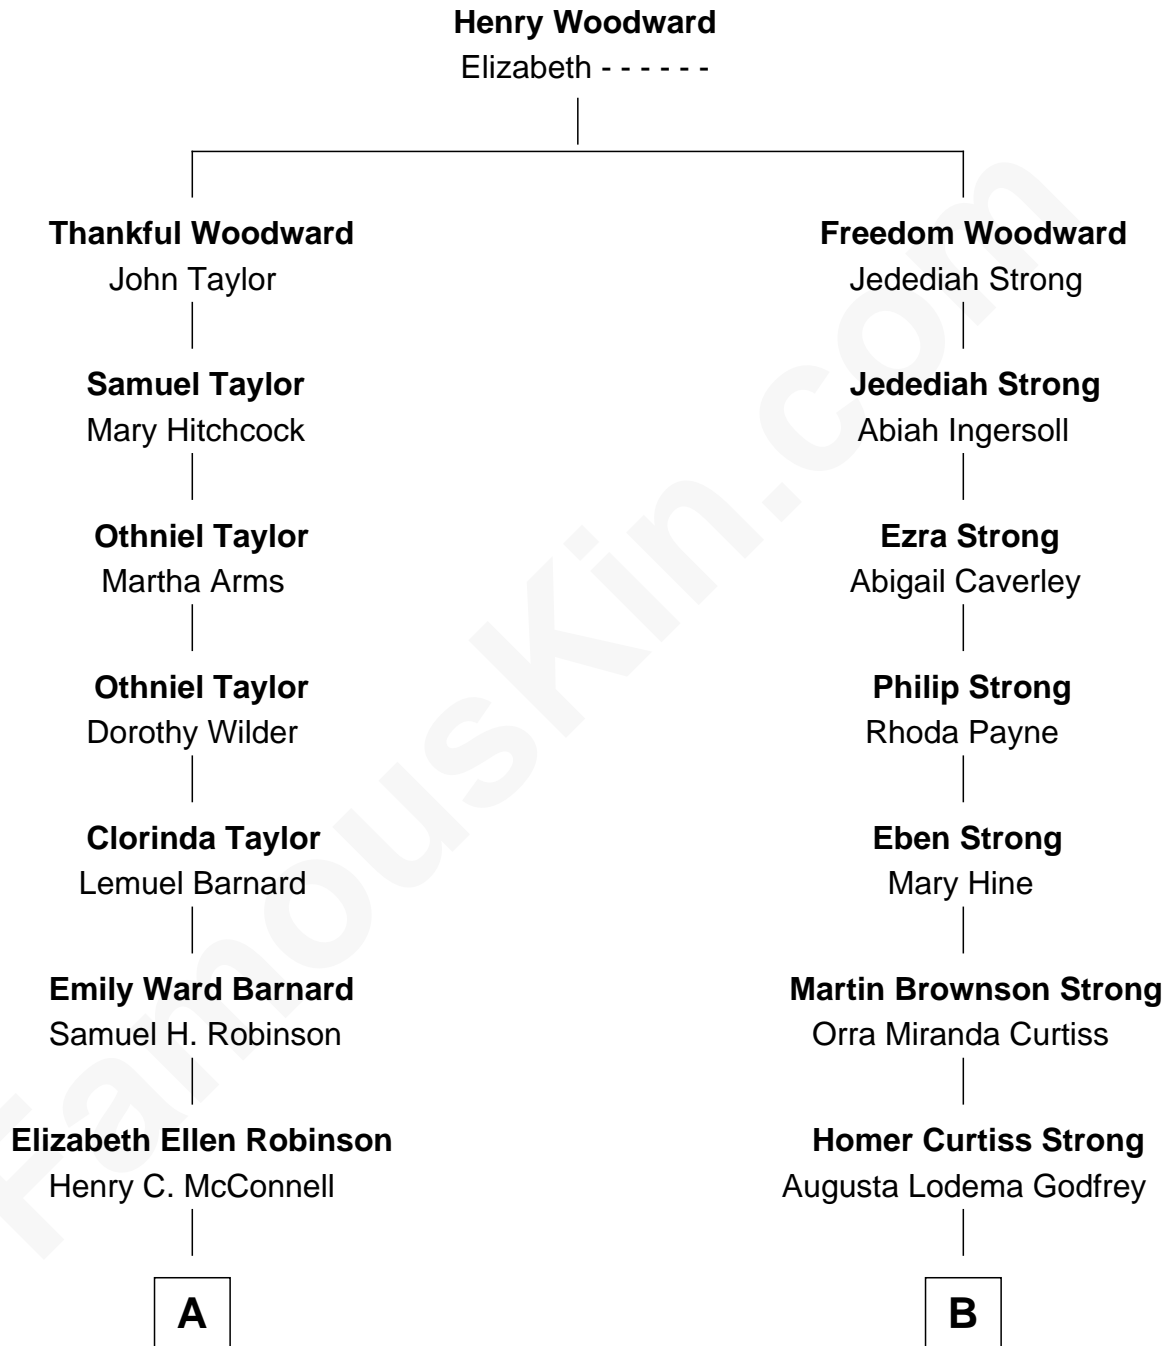 Henry Woodward
Elizabeth - - - - - -
Thankful Woodward
John Taylor
Freedom Woodward
Jedediah Strong
Samuel Taylor
Mary Hitchcock
Jedediah Strong
Abiah Ingersoll
Othniel Taylor
Martha Arms
Ezra Strong
Abigail Caverley
Othniel Taylor
Dorothy Wilder
Philip Strong
Rhoda Payne
Clorinda Taylor
Lemuel Barnard
Eben Strong
Mary Hine
Emily Ward Barnard
Samuel H. Robinson
Martin Brownson Strong
Orra Miranda Curtiss
Elizabeth Ellen Robinson
Henry C. McConnell
Homer Curtiss Strong
Augusta Lodema Godfrey
A
B
FamousKin.com